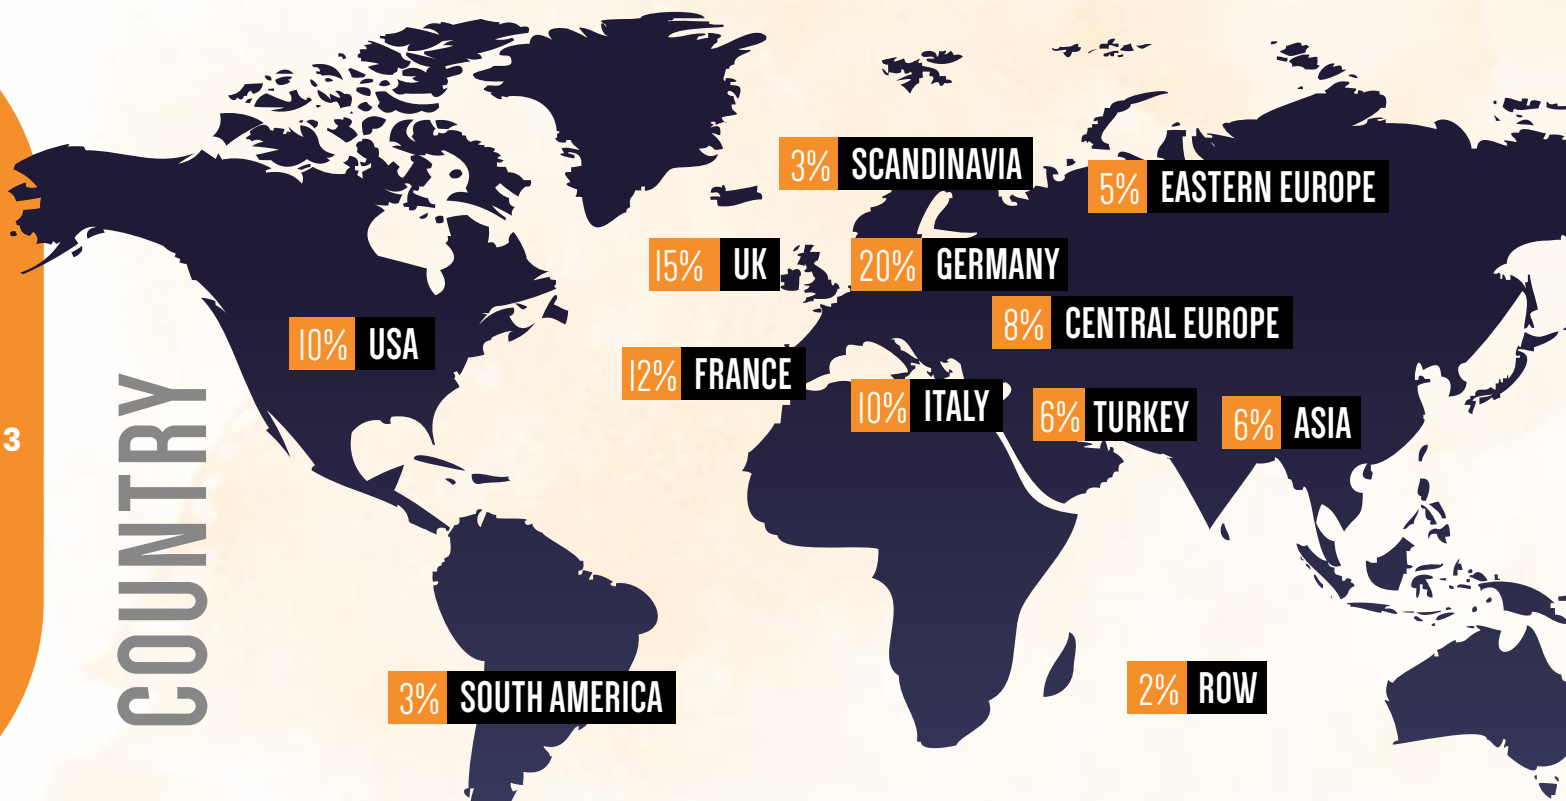 3% SCANDINAVIA
5% EASTERN EUROPE
15% UK
20% GERMANY
8% CENTRAL EUROPE
10% USA
12% FRANCE
10% ITALY
6% TURKEY
6% ASIA
3
COUNTRY
3% SOUTH AMERICA
2% ROW